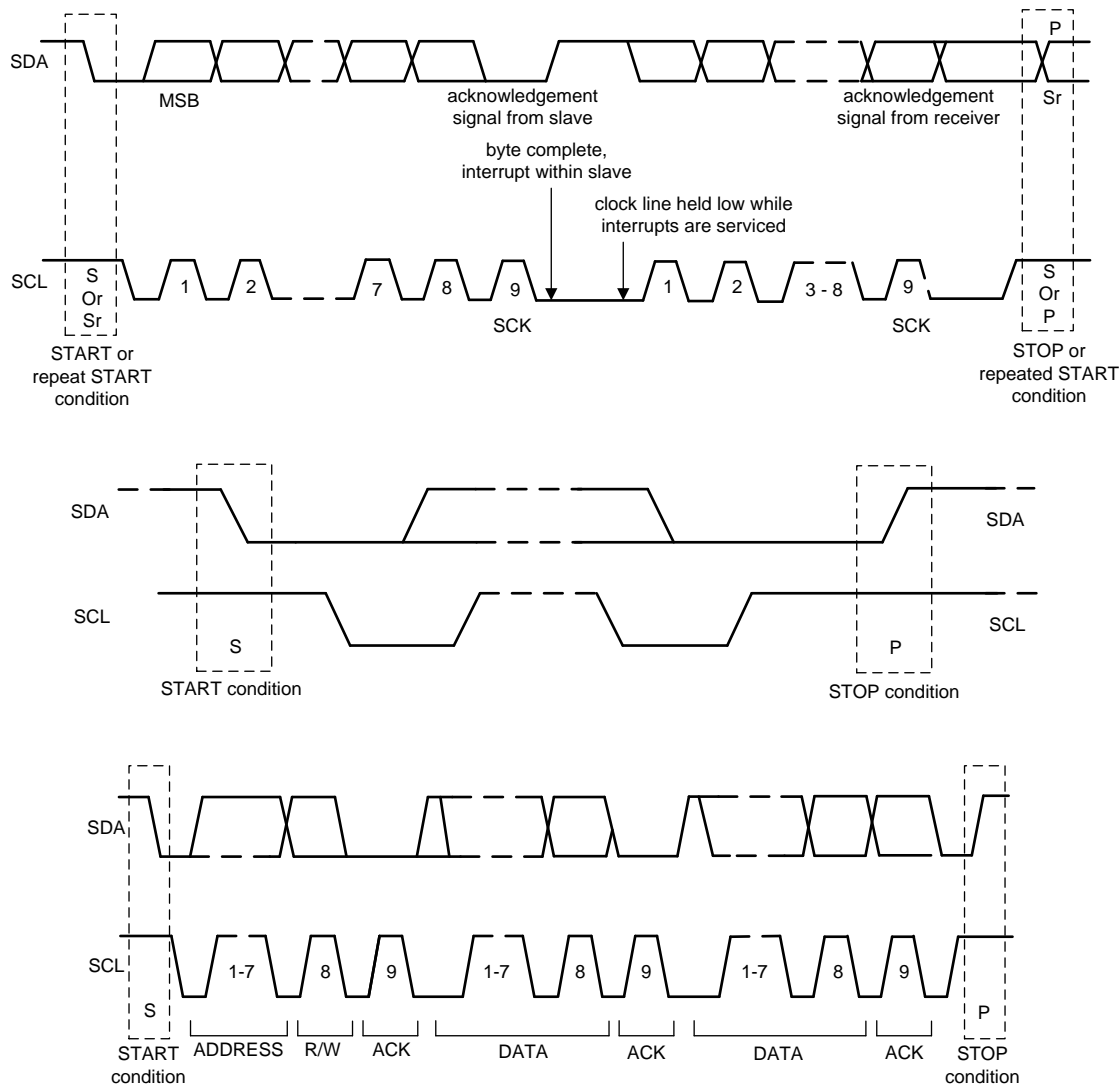 P
SDA
MSB
acknowledgement
signal from slave
acknowledgement
signal from receiver
Sr
byte complete,
interrupt within slave
clock line held low while
interrupts are serviced
SCL
S
Or
Sr
1
2
7
8
9
1
2
3 - 8
9
S
Or
P
SCK
SCK
START or
repeat START
condition
STOP or
repeated START
condition
SDA
SDA
SCL
SCL
S
P
START condition
STOP condition
SDA
SCL
1-7
8
9
1-7
8
9
1-7
8
9
S
P
START
condition
ADDRESS
R/W
ACK
DATA
ACK
DATA
ACK
STOP
condition